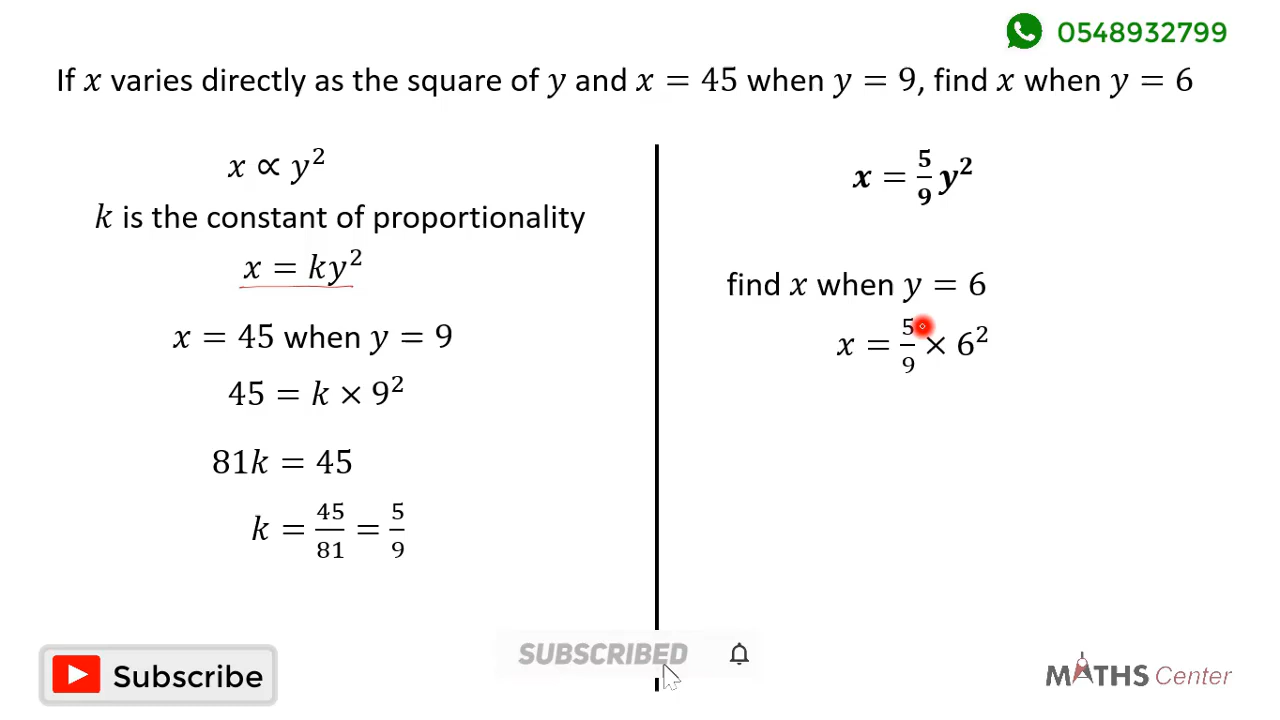 0548932799
If x varies directly as the square of y and x = 45 when y = 9, find x when y = 6
x ∝ y²
k is the constant of proportionality
x = ky²
x = 45 when y = 9
45 = k × 9²
81k = 45
k = 45/81 = 5/9
x = 5/9 y²
find x when y = 6
x = 5/9 × 6²
Subscribe
SUBSCRIBED
MATHS Center